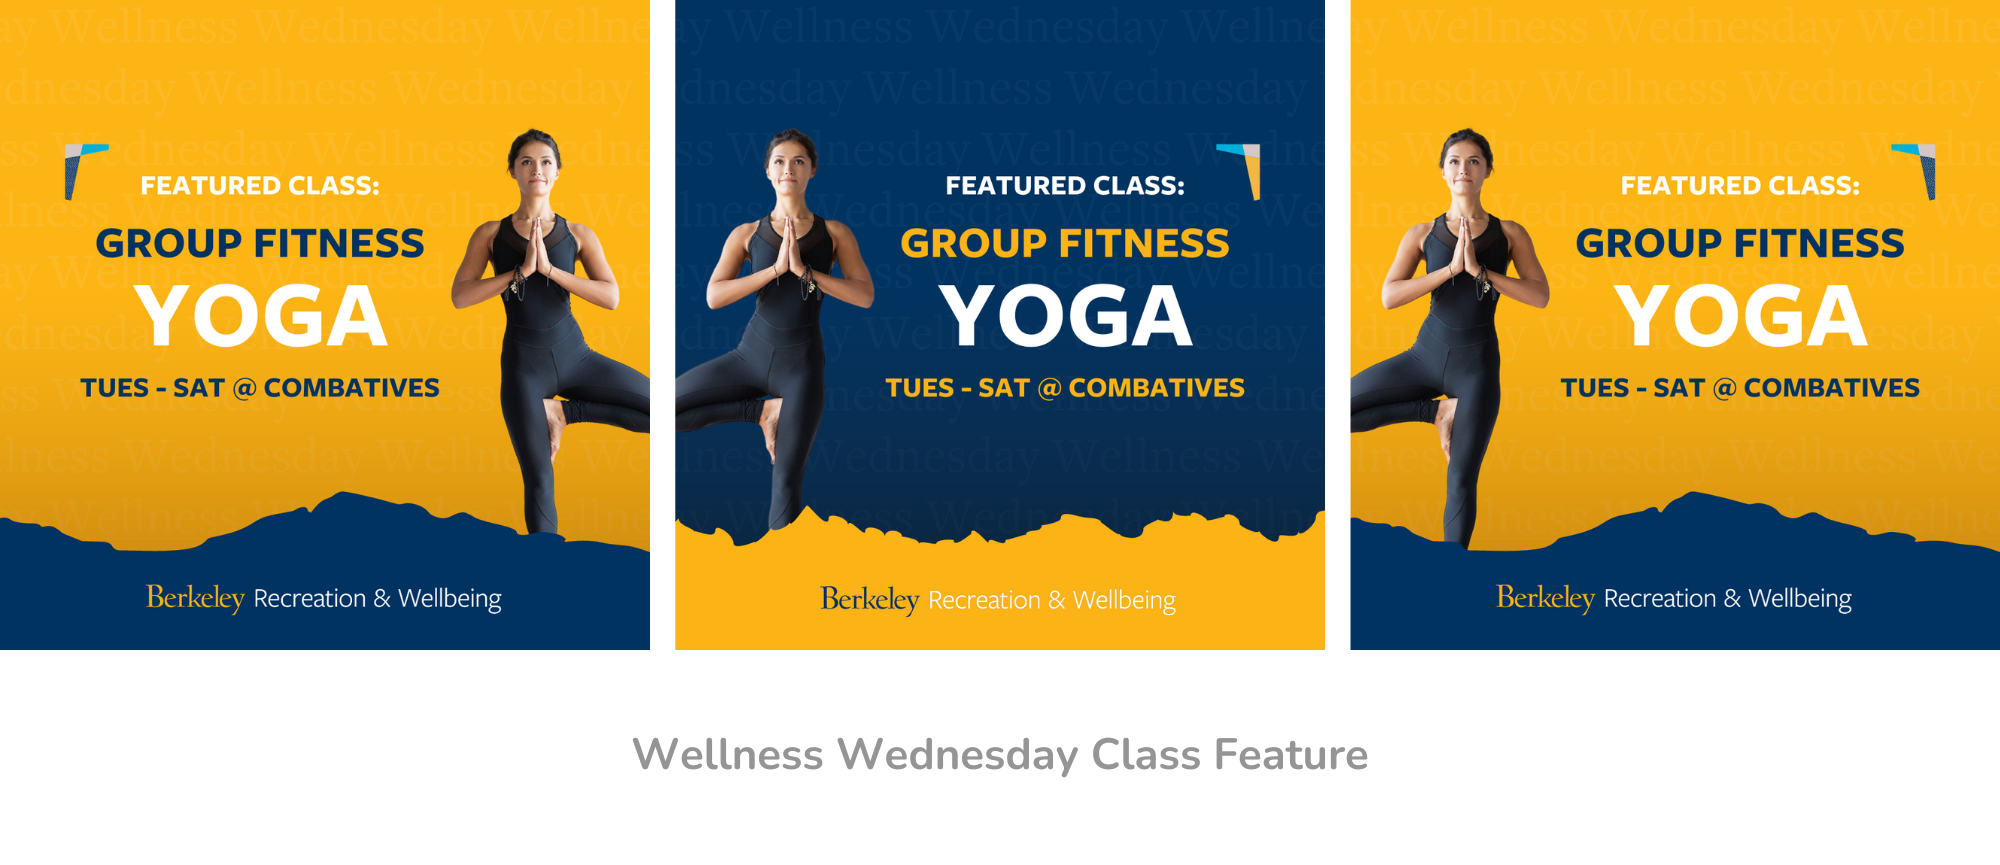 FEATURED CLASS:
GROUP FITNESS
YOGA
TUES - SAT @ COMBATIVES
Berkeley Recreation & Wellbeing
FEATURED CLASS:
GROUP FITNESS
YOGA
TUES - SAT @ COMBATIVES
Berkeley Recreation & Wellbeing
FEATURED CLASS:
GROUP FITNESS
YOGA
TUES - SAT @ COMBATIVES
Berkeley Recreation & Wellbeing
Wellness Wednesday Class Feature